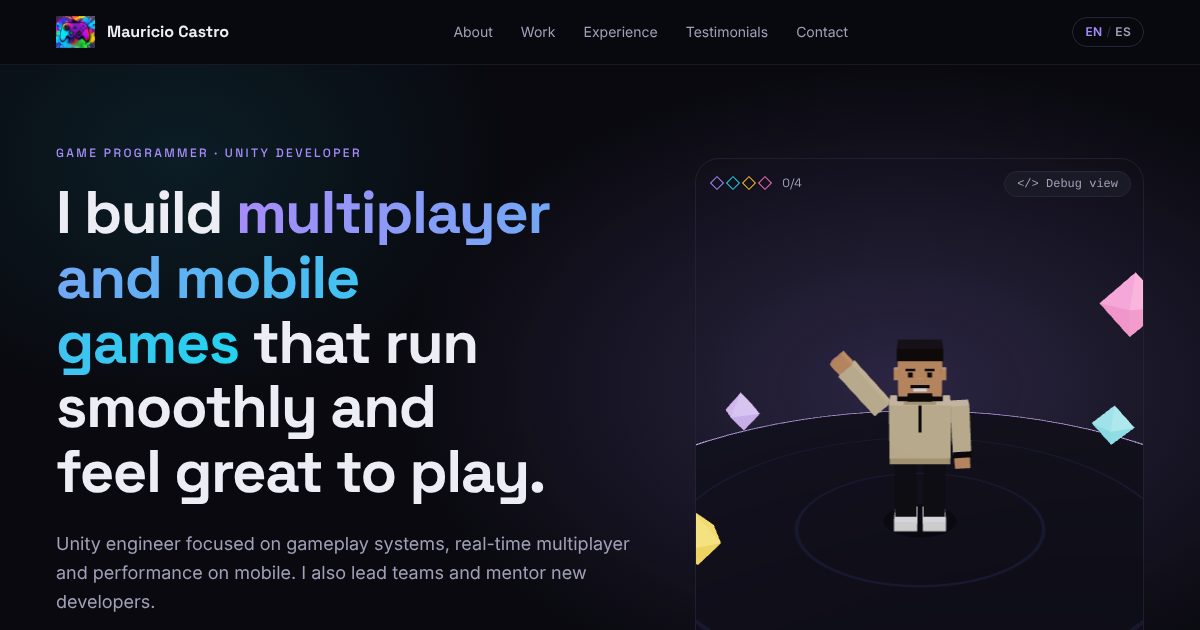 Mauricio Castro
About Work Experience Testimonials Contact
EN / ES
GAME PROGRAMMER · UNITY DEVELOPER
I build multiplayer
and mobile
games that run
smoothly and
feel great to play.
Unity engineer focused on gameplay systems, real-time multiplayer
and performance on mobile. I also lead teams and mentor new
developers.
0/4
</> Debug view